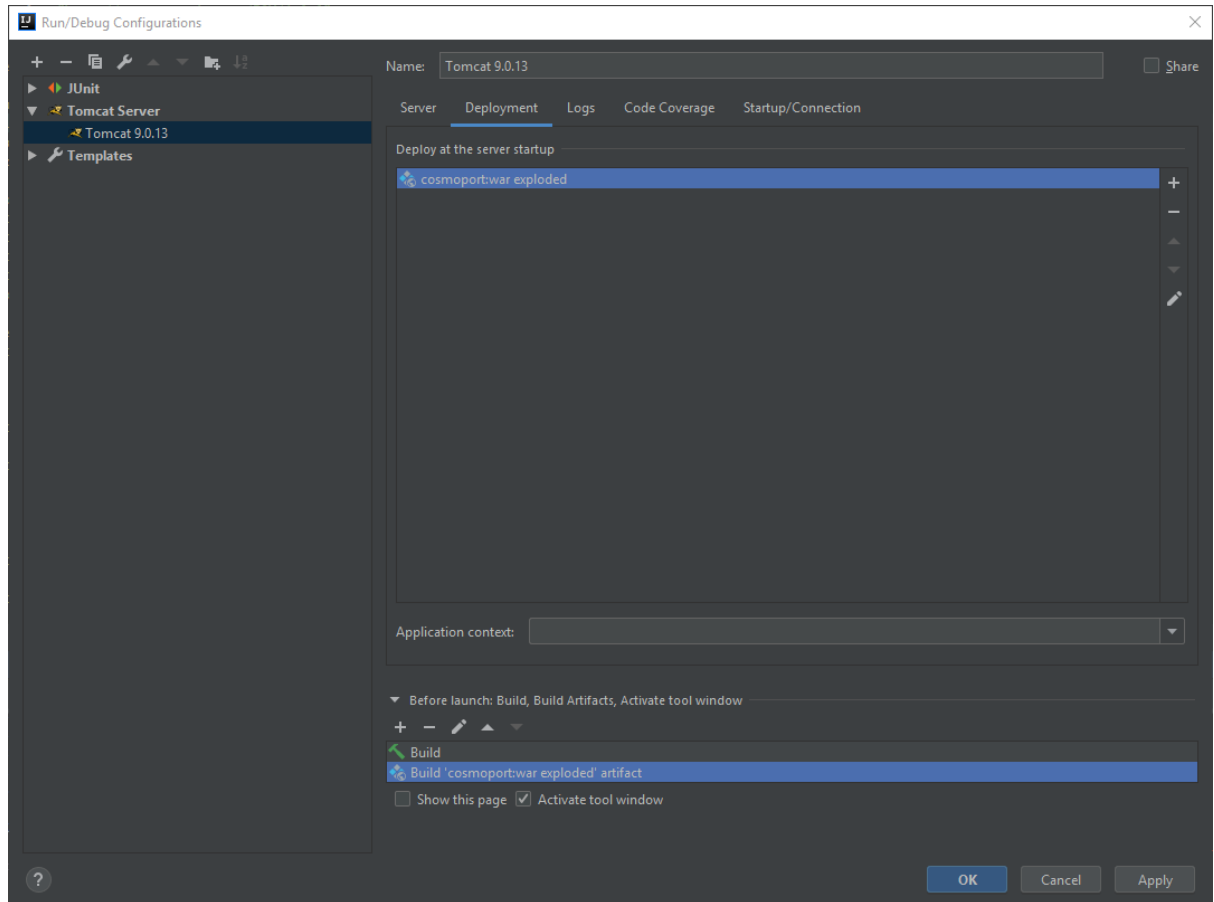 Run/Debug Configurations
JUnit
Tomcat Server
Tomcat 9.0.13
Templates
Name: Tomcat 9.0.13 Share
Server Deployment Logs Code Coverage Startup/Connection
Deploy at the server startup
cosmoport:war exploded
Application context:
Before launch: Build, Build Artifacts, Activate tool window
Build
Build 'cosmoport:war exploded' artifact
Show this page Activate tool window
? OK Cancel Apply